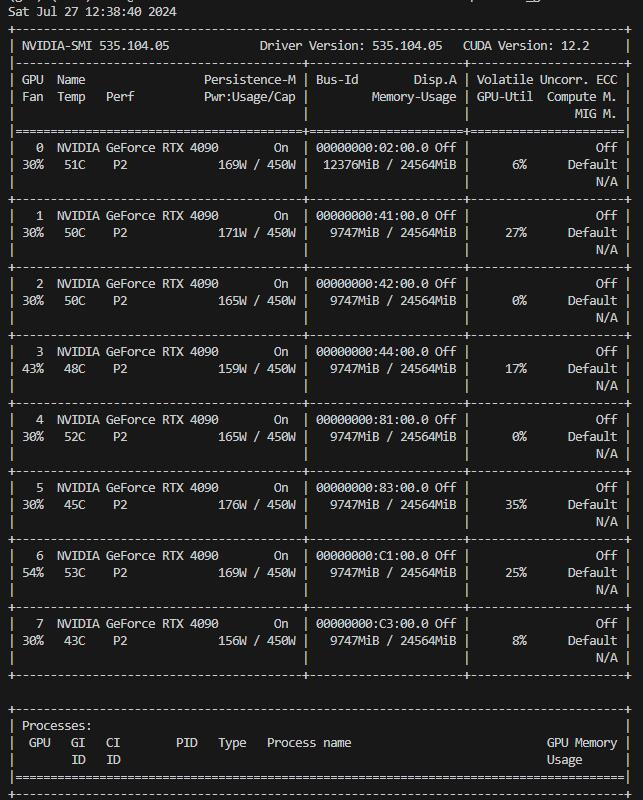 Sat Jul 27 12:38:40 2024
+-----------------------------------------------------------------------------+
| NVIDIA-SMI 535.104.05             Driver Version: 535.104.05   CUDA Version: 12.2     |
|-----------------------------------------+----------------------+----------------------+
| GPU  Name                 Persistence-M | Bus-Id        Disp.A | Volatile Uncorr. ECC |
| Fan  Temp   Perf          Pwr:Usage/Cap |         Memory-Usage | GPU-Util  Compute M. |
|                                         |                      |               MIG M. |
|=========================================+======================+======================|
|   0  NVIDIA GeForce RTX 4090        On  | 00000000:02:00.0 Off |                  Off |
| 30%   51C    P2             169W / 450W |  12376MiB / 24564MiB |      6%      Default |
|                                         |                      |                  N/A |
+-----------------------------------------+----------------------+----------------------+
|   1  NVIDIA GeForce RTX 4090        On  | 00000000:41:00.0 Off |                  Off |
| 30%   50C    P2             171W / 450W |   9747MiB / 24564MiB |     27%      Default |
|                                         |                      |                  N/A |
+-----------------------------------------+----------------------+----------------------+
|   2  NVIDIA GeForce RTX 4090        On  | 00000000:42:00.0 Off |                  Off |
| 30%   50C    P2             165W / 450W |   9747MiB / 24564MiB |      0%      Default |
|                                         |                      |                  N/A |
+-----------------------------------------+----------------------+----------------------+
|   3  NVIDIA GeForce RTX 4090        On  | 00000000:44:00.0 Off |                  Off |
| 43%   48C    P2             159W / 450W |   9747MiB / 24564MiB |     17%      Default |
|                                         |                      |                  N/A |
+-----------------------------------------+----------------------+----------------------+
|   4  NVIDIA GeForce RTX 4090        On  | 00000000:81:00.0 Off |                  Off |
| 30%   52C    P2             165W / 450W |   9747MiB / 24564MiB |      0%      Default |
|                                         |                      |                  N/A |
+-----------------------------------------+----------------------+----------------------+
|   5  NVIDIA GeForce RTX 4090        On  | 00000000:83:00.0 Off |                  Off |
| 30%   45C    P2             176W / 450W |   9747MiB / 24564MiB |     35%      Default |
|                                         |                      |                  N/A |
+-----------------------------------------+----------------------+----------------------+
|   6  NVIDIA GeForce RTX 4090        On  | 00000000:C1:00.0 Off |                  Off |
| 54%   53C    P2             169W / 450W |   9747MiB / 24564MiB |     25%      Default |
|                                         |                      |                  N/A |
+-----------------------------------------+----------------------+----------------------+
|   7  NVIDIA GeForce RTX 4090        On  | 00000000:C3:00.0 Off |                  Off |
| 30%   43C    P2             156W / 450W |   9747MiB / 24564MiB |      8%      Default |
|                                         |                      |                  N/A |
+-----------------------------------------+----------------------+----------------------+
+---------------------------------------------------------------------------------------+
| Processes:                                                                            |
|  GPU   GI   CI        PID   Type   Process name                            GPU Memory |
|        ID   ID                                                             Usage      |
|=======================================================================================|
+---------------------------------------------------------------------------------------+